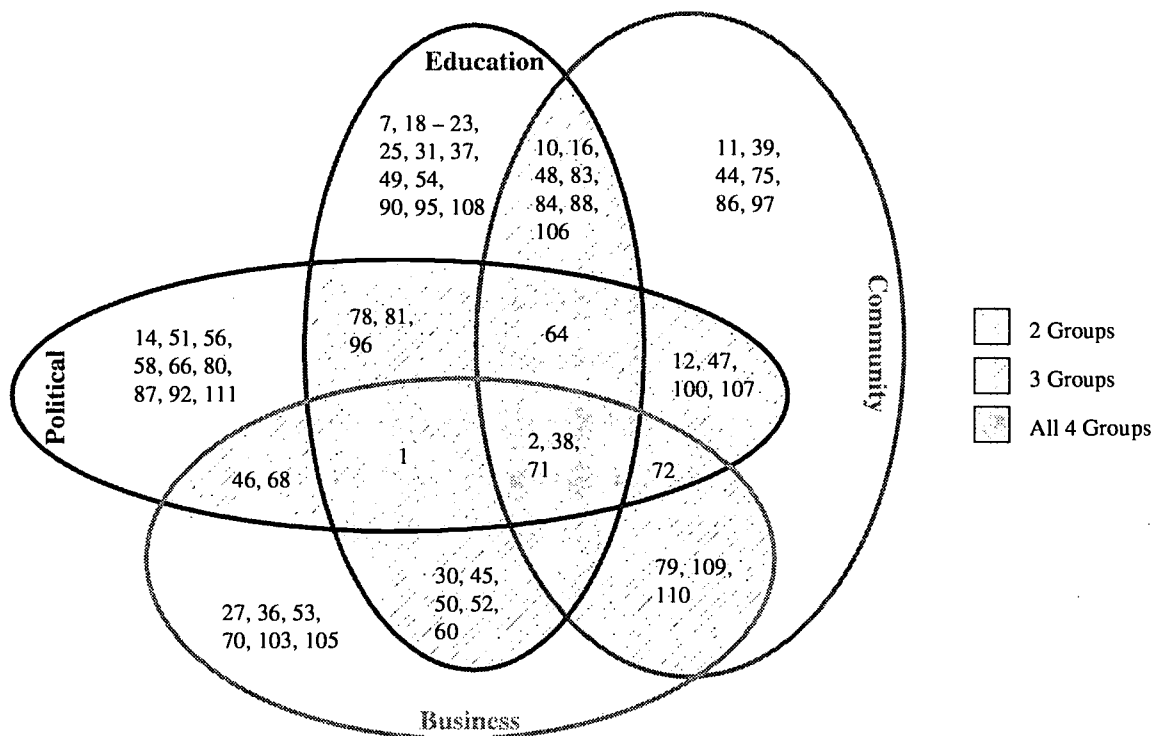 Education
7, 18 – 23,
25, 31, 37,
49, 54,
90, 95, 108
10, 16,
48, 83,
84, 88,
106
11, 39,
44, 75,
86, 97
Community
2 Groups
3 Groups
All 4 Groups
Political
14, 51, 56,
58, 66, 80,
87, 92, 111
78, 81,
96
64
12, 47,
100, 107
46, 68
1
2, 38,
71
72
27, 36, 53,
70, 103, 105
30, 45,
50, 52,
60
79, 109,
110
Business